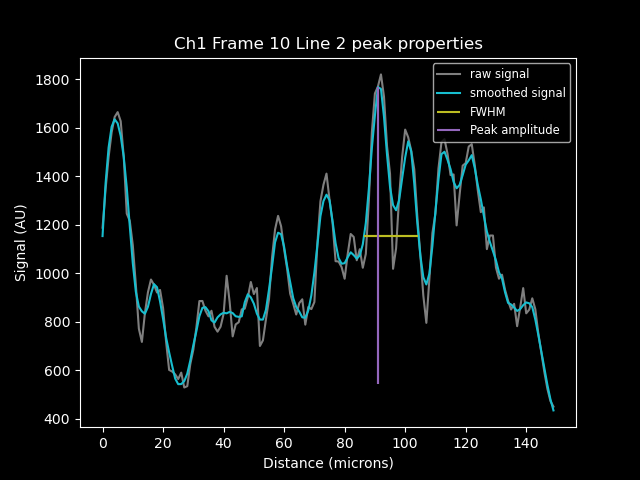 Ch1 Frame 10 Line 2 peak properties
raw signal
smoothed signal
FWHM
Peak amplitude
Signal (AU)
1800
1600
1400
1200
1000
800
600
400
0 20 40 60 80 100 120 140
Distance (microns)